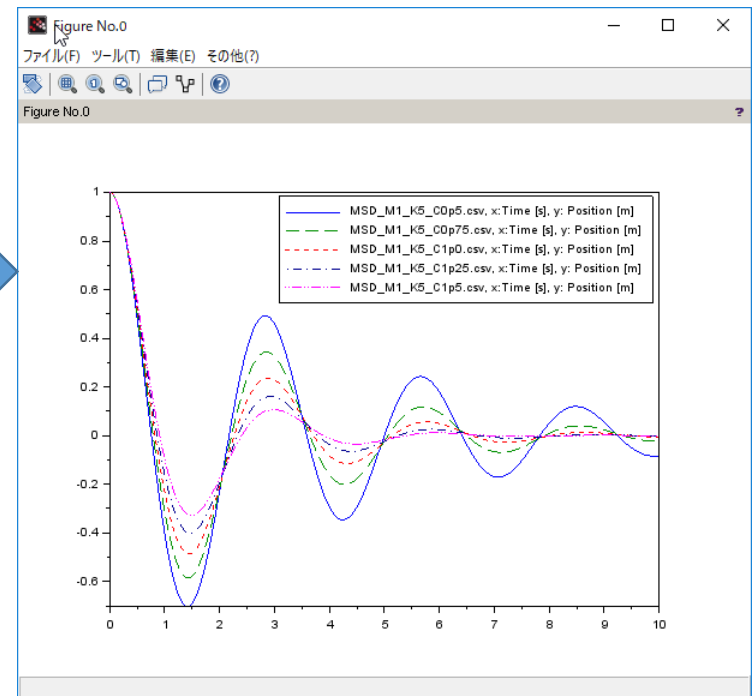 Figure No.0
ファイル(F) ツール(T) 編集(E) その他(?)
Figure No.0 ?
1
0.8
0.6
0.4
0.2
0
-0.2
-0.4
-0.6
MSD_M1_K5_C0p5.csv, x:Time [s], y: Position [m]
MSD_M1_K5_C0p75.csv, x:Time [s], y: Position [m]
MSD_M1_K5_C1p0.csv, x:Time [s], y: Position [m]
MSD_M1_K5_C1p25.csv, x:Time [s], y: Position [m]
MSD_M1_K5_C1p5.csv, x:Time [s], y: Position [m]
0 1 2 3 4 5 6 7 8 9 10